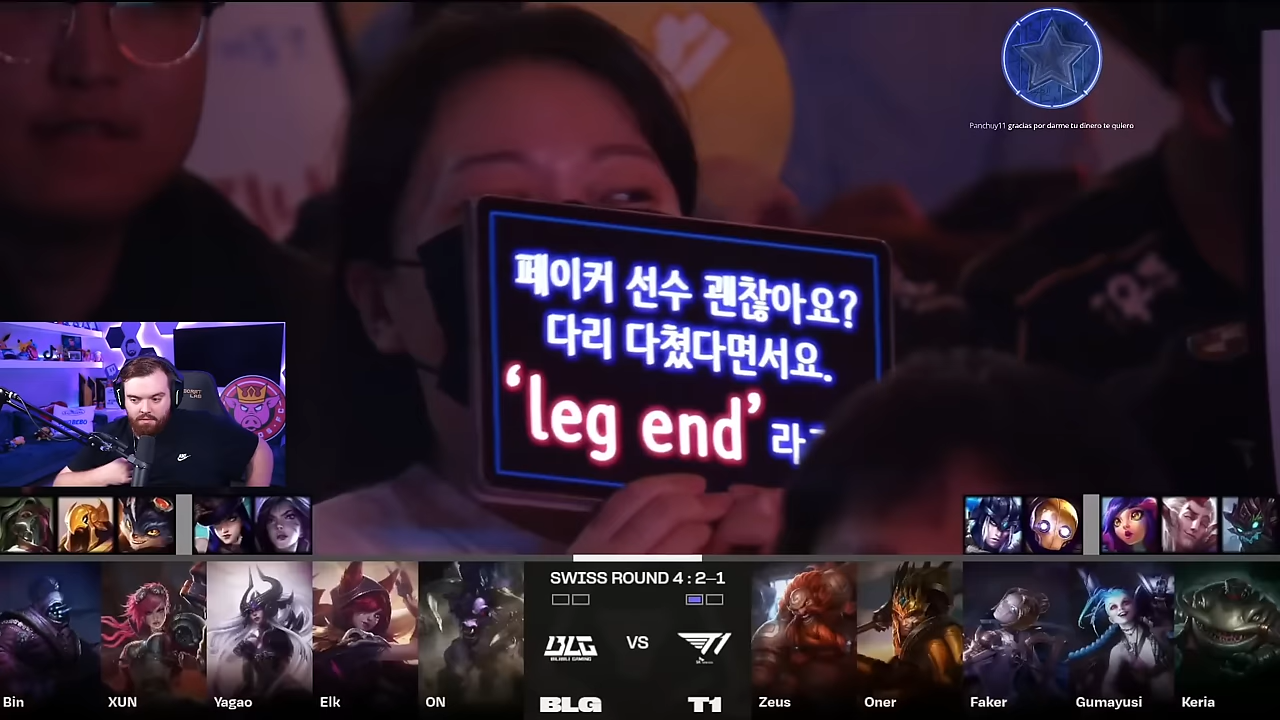 Panchuy11 gracias por darme tu dinero te quiero
페이커 선수 괜찮아요?
다리 다쳤다면서요.
‘leg end’
SWISS ROUND 4 : 2–1
BLG VS T1
BILIBILI GAMING
BLG T1
Bin XUN Yagao Elk ON Zeus Oner Faker Gumayusi Keria